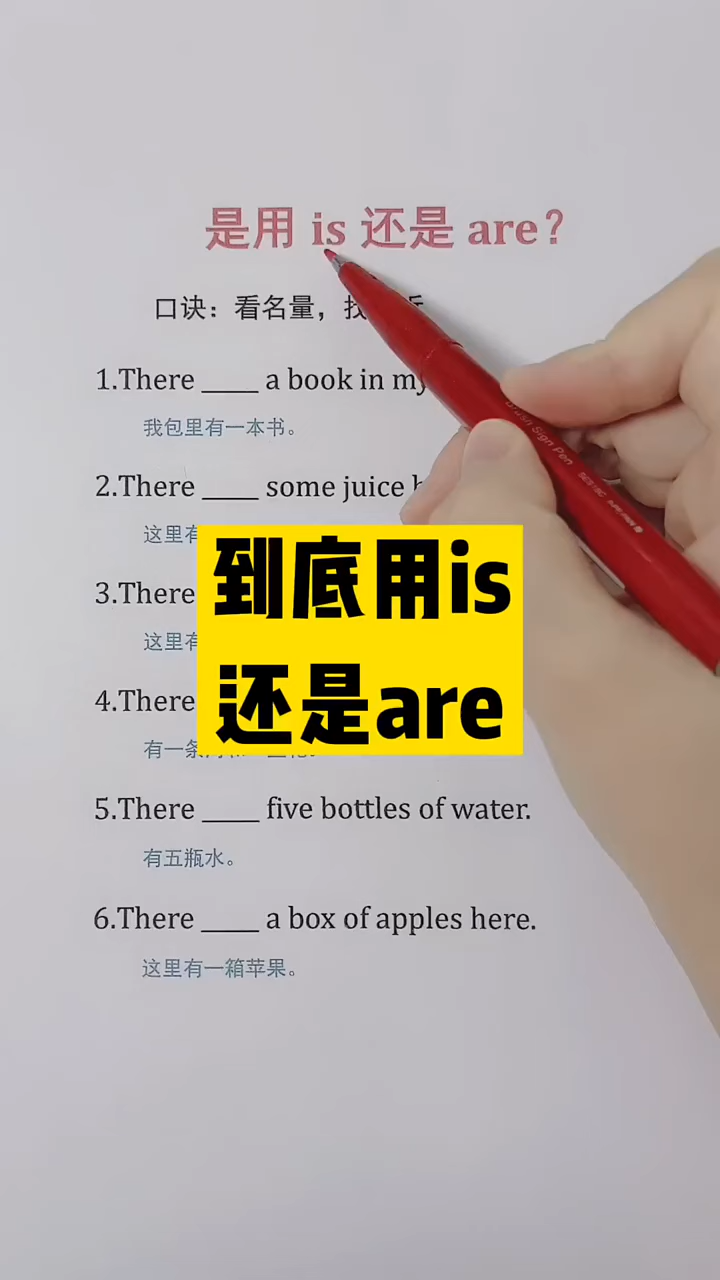 是用 is 还是 are？
口诀：看名量，找
1.There _____ a book in my
我包里有一本书。
2.There _____ some juice
这里有
3.There
这里有
4.There
有一条
5.There _____ five bottles of water.
有五瓶水。
6.There _____ a box of apples here.
这里有一箱苹果。
到底用is
还是are
Brush Sign Pen